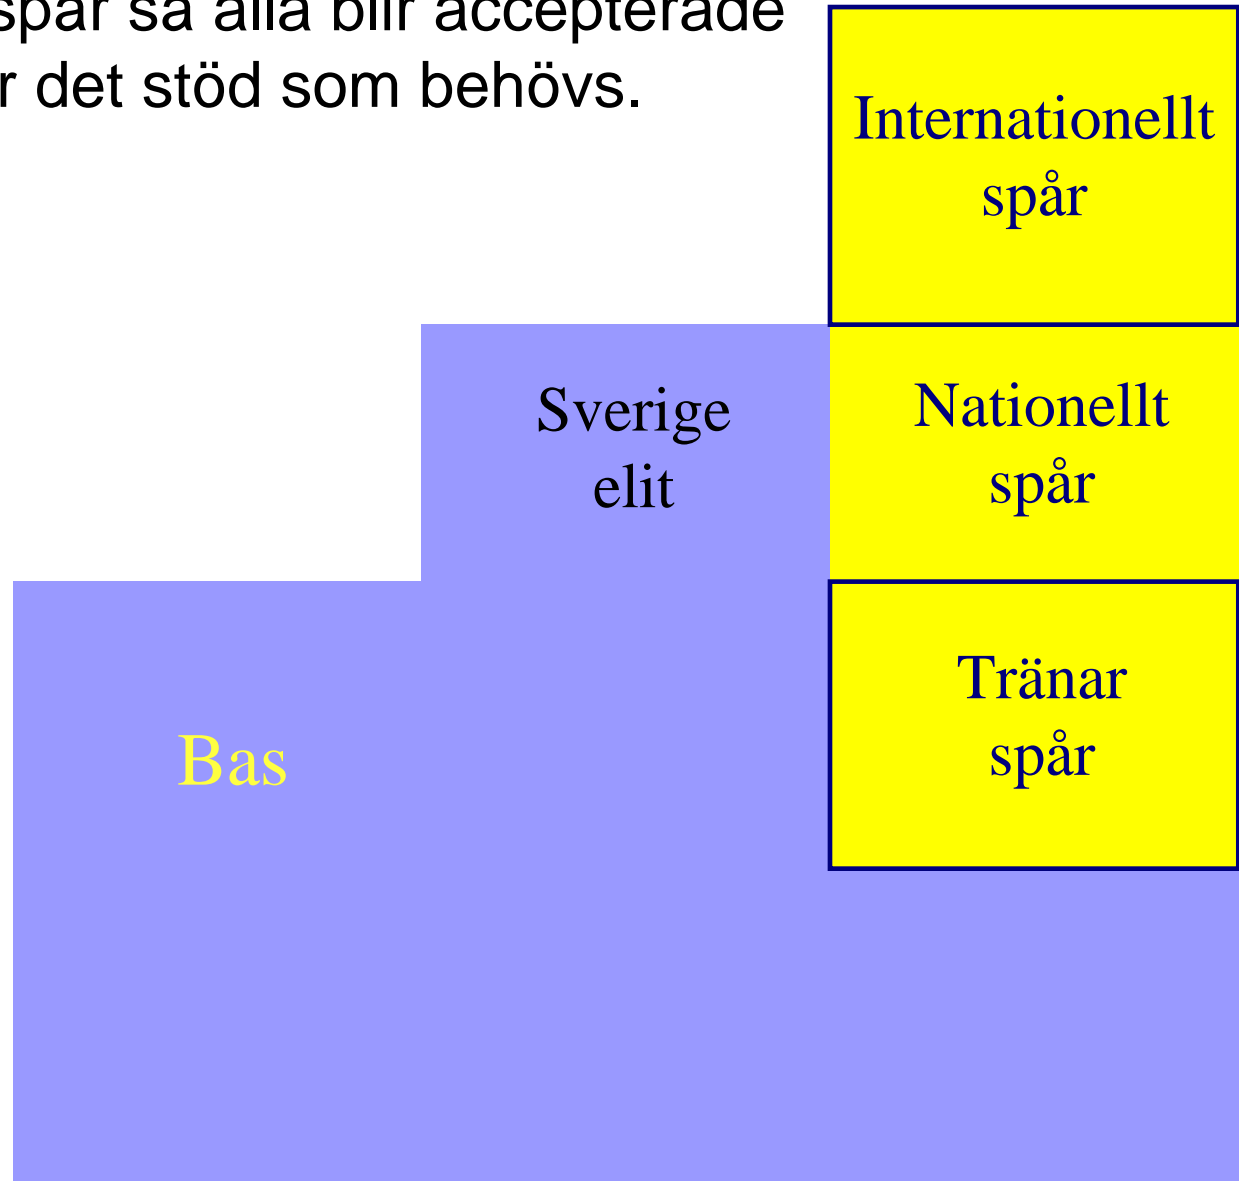 spår så alla blir accepterade
r det stöd som behövs.
Internationellt
spår
Sverige
elit
Nationellt
spår
Tränar
spår
Bas